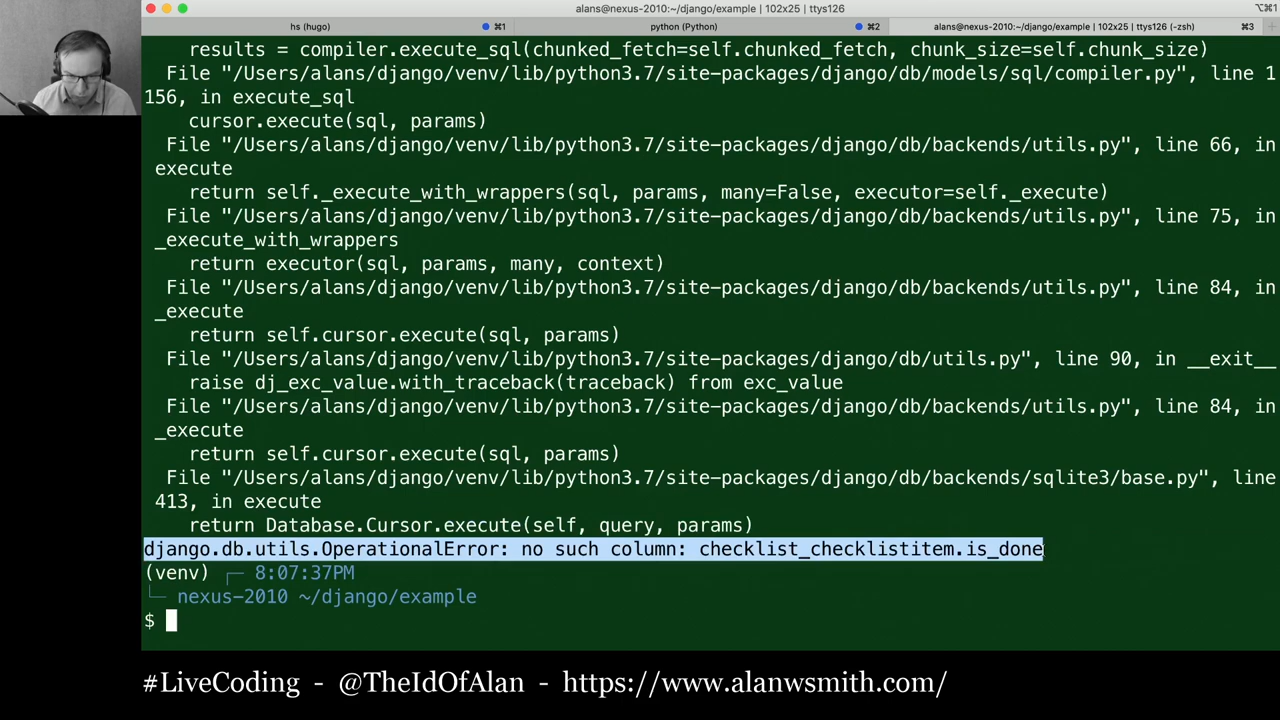 alans@nexus-2010:~/django/example | 102x25 | ttys126
⌥⌘1
hs (hugo) ⌘1 python (Python) ⌘2 alans@nexus-2010:~/django/example | 102x25 | ttys126 (-zsh) ⌘3
results = compiler.execute_sql(chunked_fetch=self.chunked_fetch, chunk_size=self.chunk_size)
File "/Users/alans/django/venv/lib/python3.7/site-packages/django/db/models/sql/compiler.py", line 1
156, in execute_sql
cursor.execute(sql, params)
File "/Users/alans/django/venv/lib/python3.7/site-packages/django/db/backends/utils.py", line 66, in
execute
return self._execute_with_wrappers(sql, params, many=False, executor=self._execute)
File "/Users/alans/django/venv/lib/python3.7/site-packages/django/db/backends/utils.py", line 75, in
_execute_with_wrappers
return executor(sql, params, many, context)
File "/Users/alans/django/venv/lib/python3.7/site-packages/django/db/backends/utils.py", line 84, in
_execute
return self.cursor.execute(sql, params)
File "/Users/alans/django/venv/lib/python3.7/site-packages/django/db/utils.py", line 90, in __exit__
raise dj_exc_value.with_traceback(traceback) from exc_value
File "/Users/alans/django/venv/lib/python3.7/site-packages/django/db/backends/utils.py", line 84, in
_execute
return self.cursor.execute(sql, params)
File "/Users/alans/django/venv/lib/python3.7/site-packages/django/db/backends/sqlite3/base.py", line
413, in execute
return Database.Cursor.execute(self, query, params)
django.db.utils.OperationalError: no such column: checklist_checklistitem.is_done
(venv) ┌─ 8:07:37PM
└─ nexus-2010 ~/django/example
$
#LiveCoding - @TheIdOfAlan - https://www.alanwsmith.com/